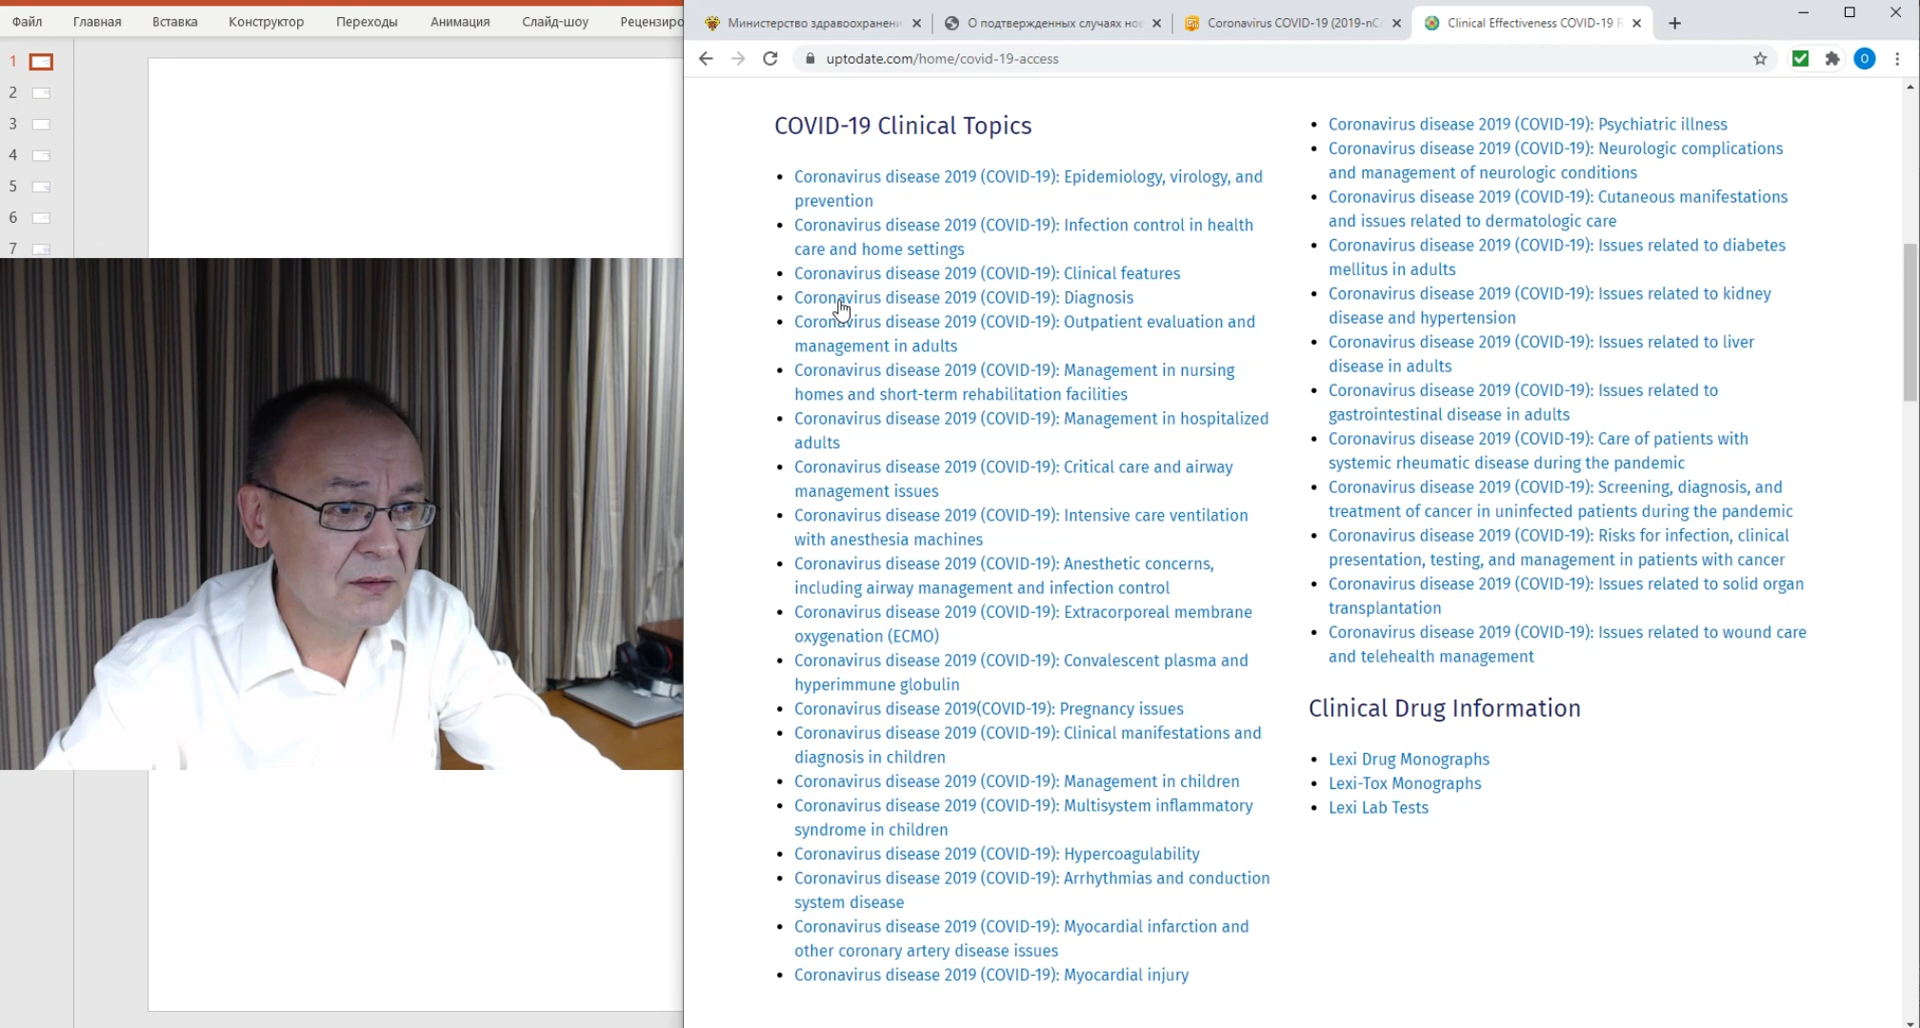 Файл Главная Вставка Конструктор Переходы Анимация Слайд-шоу Рецензиро
1
2
3
4
5
6
7
Министерство здравоохранени
О подтвержденных случаях но
Coronavirus COVID-19 (2019-nC
Clinical Effectiveness COVID-19 R
uptodate.com/home/covid-19-access
O
COVID-19 Clinical Topics
Coronavirus disease 2019 (COVID-19): Epidemiology, virology, and
prevention
Coronavirus disease 2019 (COVID-19): Infection control in health
care and home settings
Coronavirus disease 2019 (COVID-19): Clinical features
Coronavirus disease 2019 (COVID-19): Diagnosis
Coronavirus disease 2019 (COVID-19): Outpatient evaluation and
management in adults
Coronavirus disease 2019 (COVID-19): Management in nursing
homes and short-term rehabilitation facilities
Coronavirus disease 2019 (COVID-19): Management in hospitalized
adults
Coronavirus disease 2019 (COVID-19): Critical care and airway
management issues
Coronavirus disease 2019 (COVID-19): Intensive care ventilation
with anesthesia machines
Coronavirus disease 2019 (COVID-19): Anesthetic concerns,
including airway management and infection control
Coronavirus disease 2019 (COVID-19): Extracorporeal membrane
oxygenation (ECMO)
Coronavirus disease 2019 (COVID-19): Convalescent plasma and
hyperimmune globulin
Coronavirus disease 2019(COVID-19): Pregnancy issues
Coronavirus disease 2019 (COVID-19): Clinical manifestations and
diagnosis in children
Coronavirus disease 2019 (COVID-19): Management in children
Coronavirus disease 2019 (COVID-19): Multisystem inflammatory
syndrome in children
Coronavirus disease 2019 (COVID-19): Hypercoagulability
Coronavirus disease 2019 (COVID-19): Arrhythmias and conduction
system disease
Coronavirus disease 2019 (COVID-19): Myocardial infarction and
other coronary artery disease issues
Coronavirus disease 2019 (COVID-19): Myocardial injury
Coronavirus disease 2019 (COVID-19): Psychiatric illness
Coronavirus disease 2019 (COVID-19): Neurologic complications
and management of neurologic conditions
Coronavirus disease 2019 (COVID-19): Cutaneous manifestations
and issues related to dermatologic care
Coronavirus disease 2019 (COVID-19): Issues related to diabetes
mellitus in adults
Coronavirus disease 2019 (COVID-19): Issues related to kidney
disease and hypertension
Coronavirus disease 2019 (COVID-19): Issues related to liver
disease in adults
Coronavirus disease 2019 (COVID-19): Issues related to
gastrointestinal disease in adults
Coronavirus disease 2019 (COVID-19): Care of patients with
systemic rheumatic disease during the pandemic
Coronavirus disease 2019 (COVID-19): Screening, diagnosis, and
treatment of cancer in uninfected patients during the pandemic
Coronavirus disease 2019 (COVID-19): Risks for infection, clinical
presentation, testing, and management in patients with cancer
Coronavirus disease 2019 (COVID-19): Issues related to solid organ
transplantation
Coronavirus disease 2019 (COVID-19): Issues related to wound care
and telehealth management
Clinical Drug Information
Lexi Drug Monographs
Lexi-Tox Monographs
Lexi Lab Tests